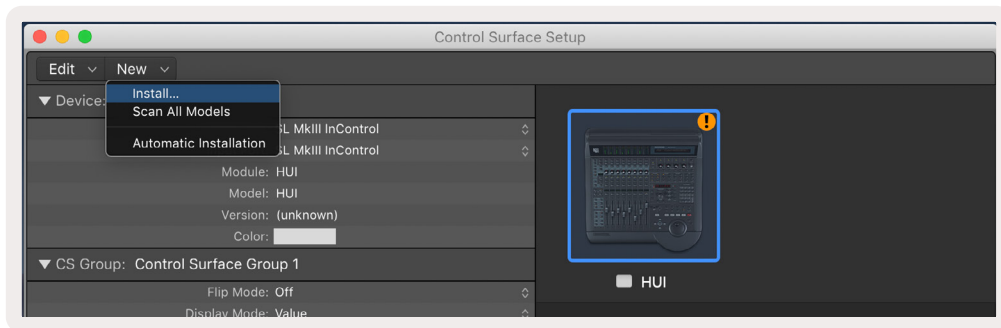 Control Surface Setup
Edit New
Install...
Scan All Models
Automatic Installation
Device:
SL MkIII InControl
SL MkIII InControl
Module: HUI
Model: HUI
Version: (unknown)
Color:
CS Group: Control Surface Group 1
Flip Mode: Off
Display Mode: Value
HUI